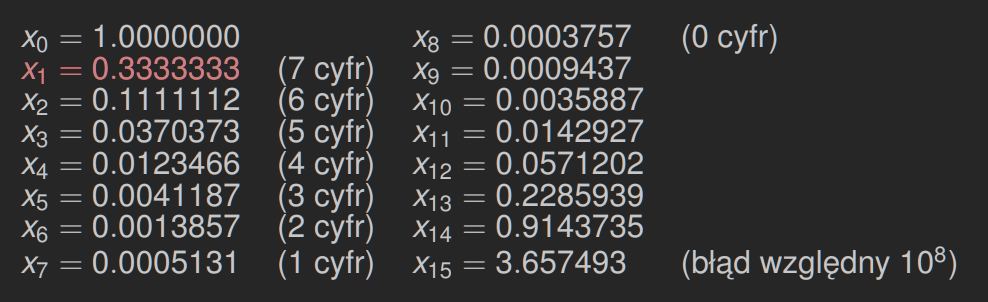 x₀ = 1.0000000
x₁ = 0.3333333 (7 cyfr)
x₂ = 0.1111112 (6 cyfr)
x₃ = 0.0370373 (5 cyfr)
x₄ = 0.0123466 (4 cyfr)
x₅ = 0.0041187 (3 cyfr)
x₆ = 0.0013857 (2 cyfr)
x₇ = 0.0005131 (1 cyfr)
x₈ = 0.0003757 (0 cyfr)
x₉ = 0.0009437
x₁₀ = 0.0035887
x₁₁ = 0.0142927
x₁₂ = 0.0571202
x₁₃ = 0.2285939
x₁₄ = 0.9143735
x₁₅ = 3.657493 (błąd względny 10⁸)